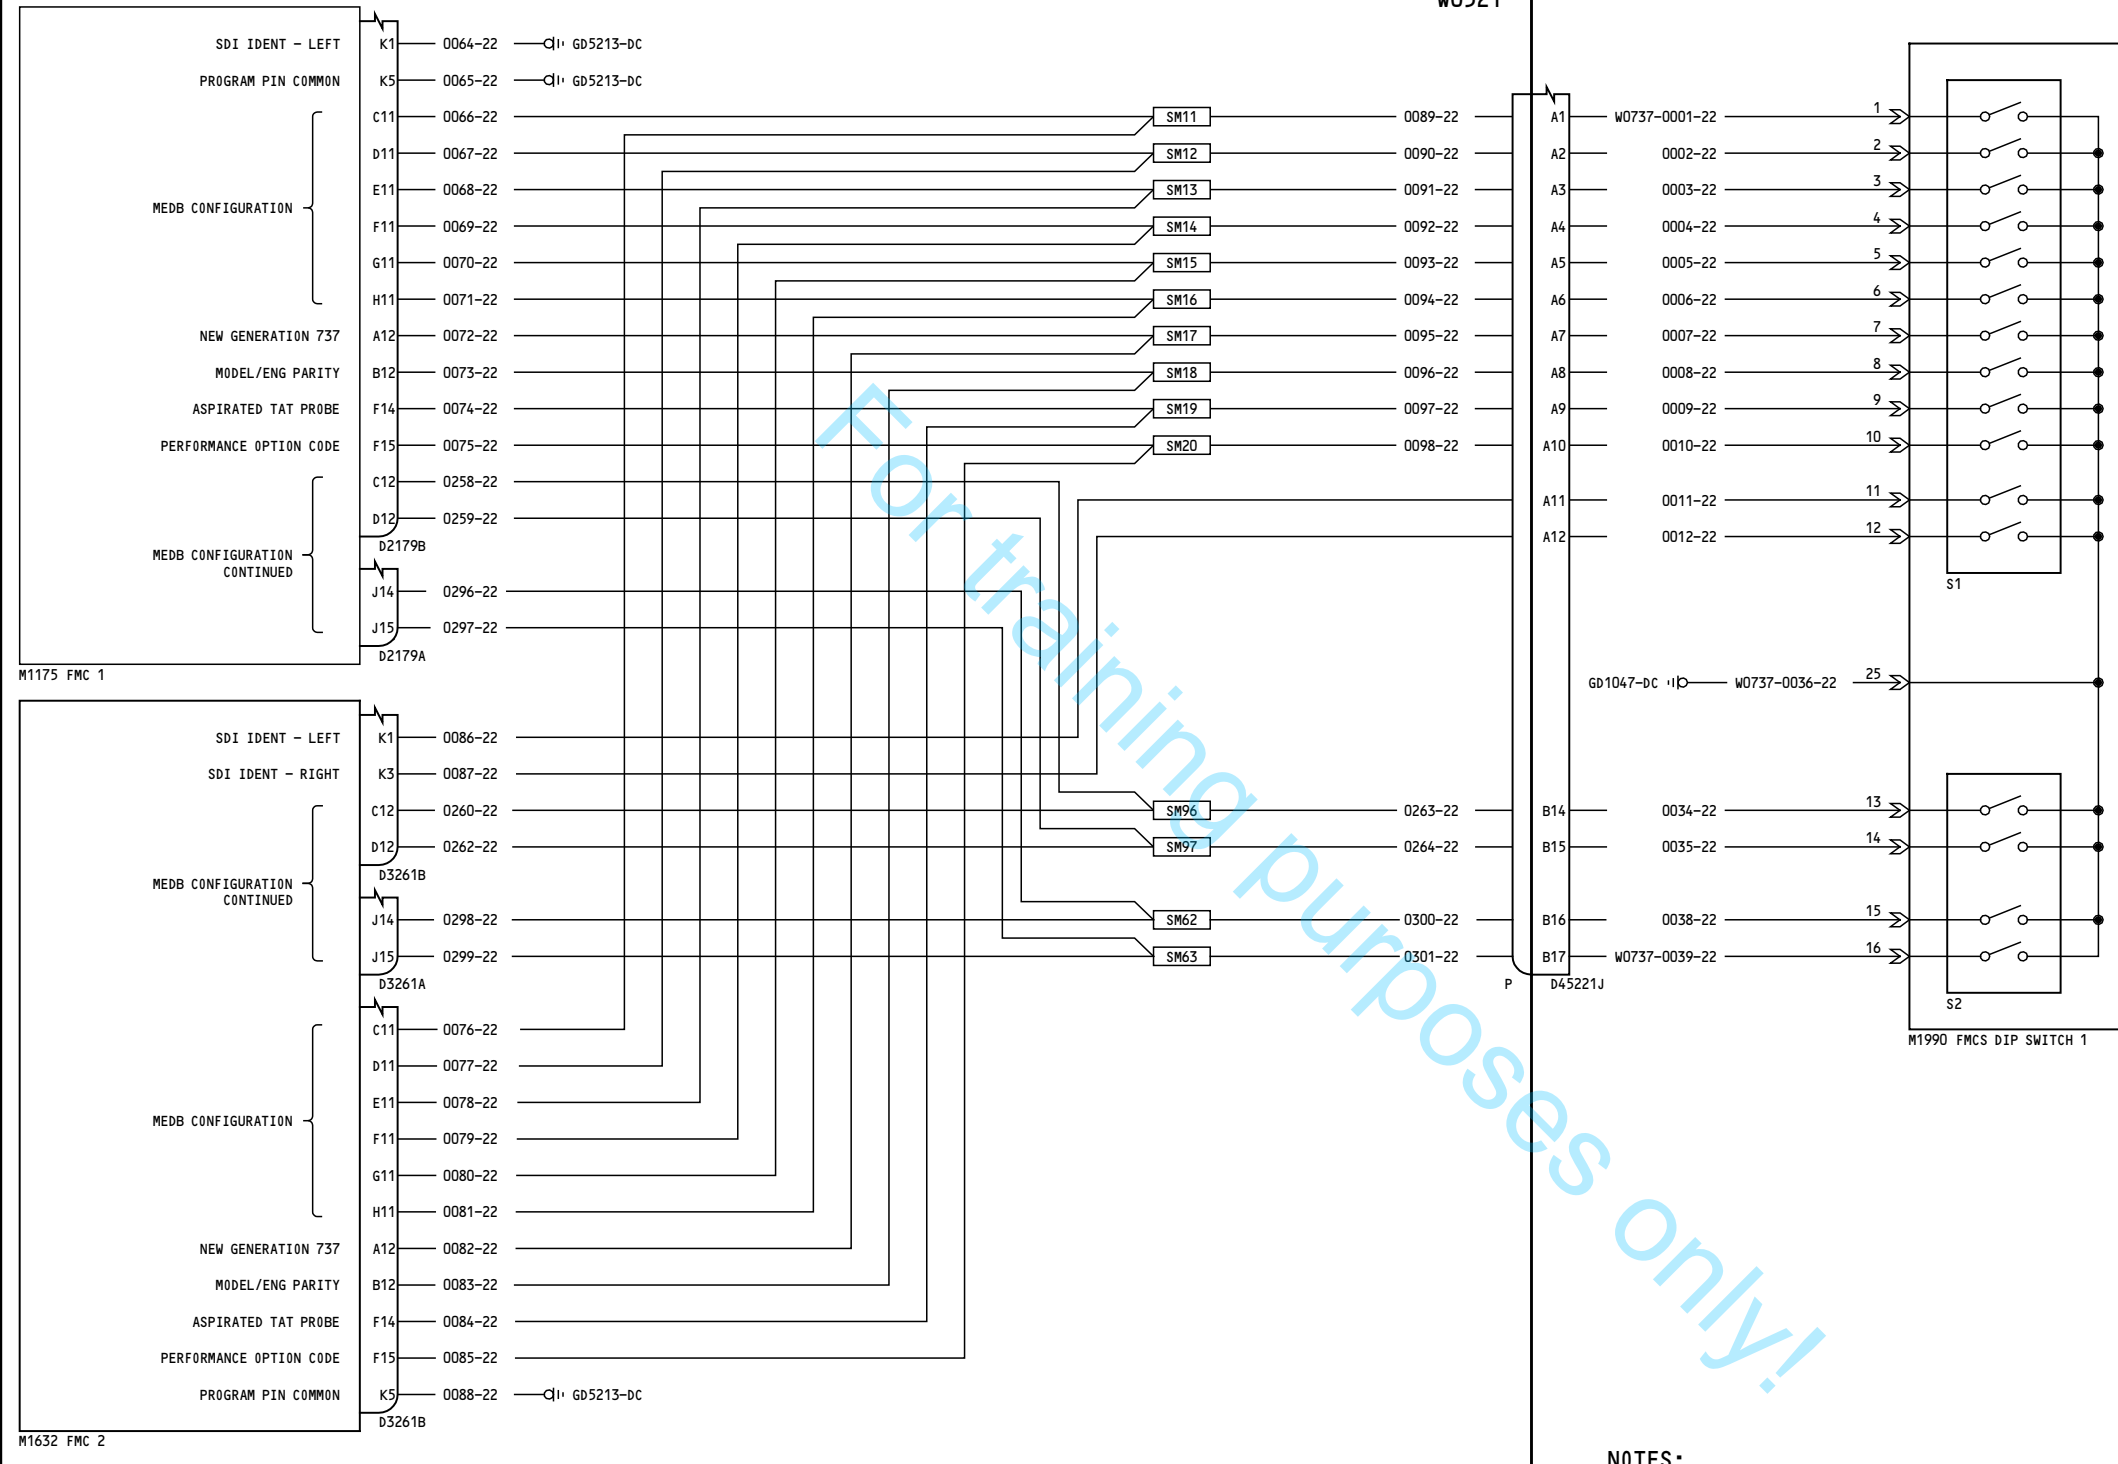 SDI IDENT - LEFT K1 0064-22 GD5213-DC
PROGRAM PIN COMMON K5 0065-22 GD5213-DC
C11 0066-22 SM11 0089-22 A1 W0737-0001-22 1
D11 0067-22 SM12 0090-22 A2 0002-22 2
E11 0068-22 SM13 0091-22 A3 0003-22 3
MEDB CONFIGURATION
F11 0069-22 SM14 0092-22 A4 0004-22 4
G11 0070-22 SM15 0093-22 A5 0005-22 5
H11 0071-22 SM16 0094-22 A6 0006-22 6
NEW GENERATION 737 A12 0072-22 SM17 0095-22 A7 0007-22 7
MODEL/ENG PARITY B12 0073-22 SM18 0096-22 A8 0008-22 8
ASPIRATED TAT PROBE F14 0074-22 SM19 0097-22 A9 0009-22 9
PERFORMANCE OPTION CODE F15 0075-22 SM20 0098-22 A10 0010-22 10
C12 0258-22
A11 0011-22 11
D12 0259-22
A12 0012-22 12
D2179B
MEDB CONFIGURATION
CONTINUED
S1
J14 0296-22
J15 0297-22
D2179A
M1175 FMC 1
GD1047-DC W0737-0036-22 25
SDI IDENT - LEFT K1 0086-22
SDI IDENT - RIGHT K3 0087-22
C12 0260-22 SM96 0263-22 B14 0034-22 13
D12 0262-22 SM97 0264-22 B15 0035-22 14
D3261B
MEDB CONFIGURATION
CONTINUED
J14 0298-22 SM62 0300-22 B16 0038-22 15
J15 0299-22 SM63 0301-22 B17 W0737-0039-22 16
D3261A
P D45221J
S2
C11 0076-22
M1990 FMCS DIP SWITCH 1
D11 0077-22
E11 0078-22
MEDB CONFIGURATION
F11 0079-22
G11 0080-22
H11 0081-22
NEW GENERATION 737 A12 0082-22
MODEL/ENG PARITY B12 0083-22
ASPIRATED TAT PROBE F14 0084-22
PERFORMANCE OPTION CODE F15 0085-22
PROGRAM PIN COMMON K5 0088-22 GD5213-DC
D3261B
M1632 FMC 2
NOTES:
For training purposes only!